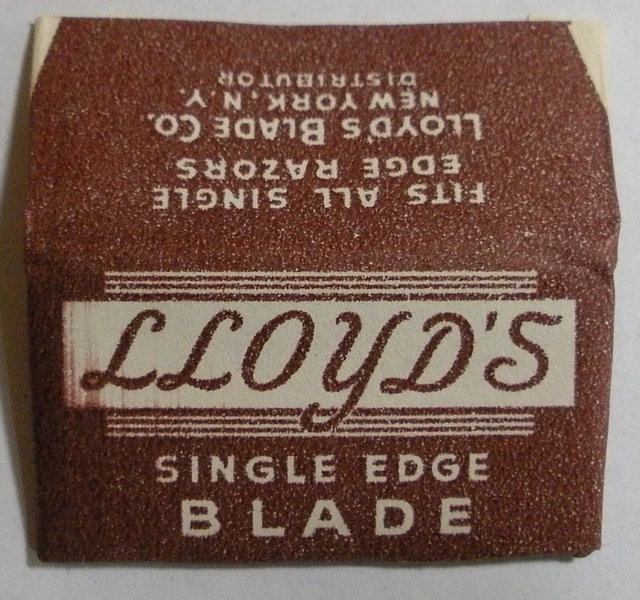 FITS ALL SINGLE
EDGE RAZORS
LLOYD'S BLADE CO.
NEW YORK, N.Y.
DISTRIBUTOR
LLOYD'S
SINGLE EDGE
BLADE